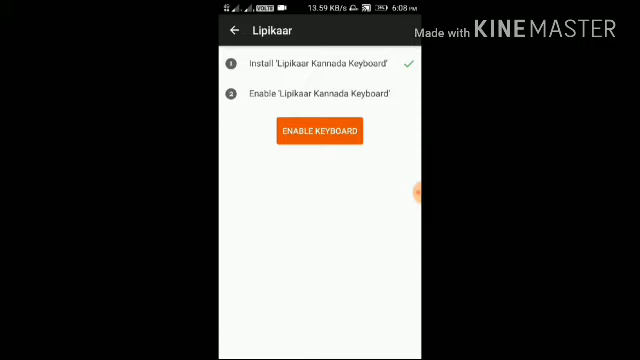 VOLTE 13.59 KB/s 6:08 PM
Made with KINEMASTER
Lipikaar
1 Install 'Lipikaar Kannada Keyboard'
2 Enable 'Lipikaar Kannada Keyboard'
ENABLE KEYBOARD